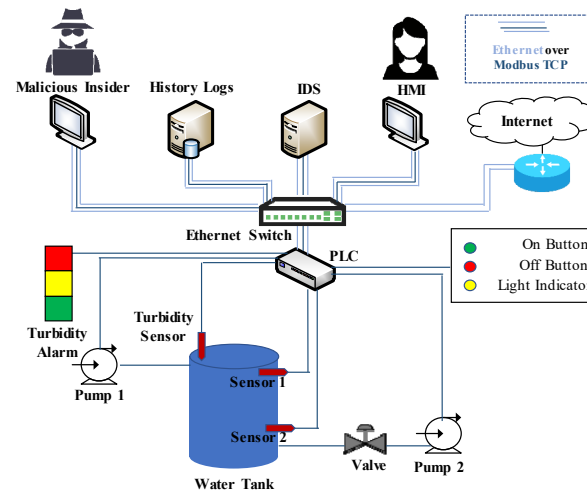 Ethernet over
Modbus TCP
Malicious Insider
History Logs
IDS
HMI
Internet
Ethernet Switch
PLC
On Button
Off Button
Light Indicator
Turbidity
Alarm
Turbidity
Sensor
Sensor 1
Pump 1
Sensor 2
Valve
Pump 2
Water Tank